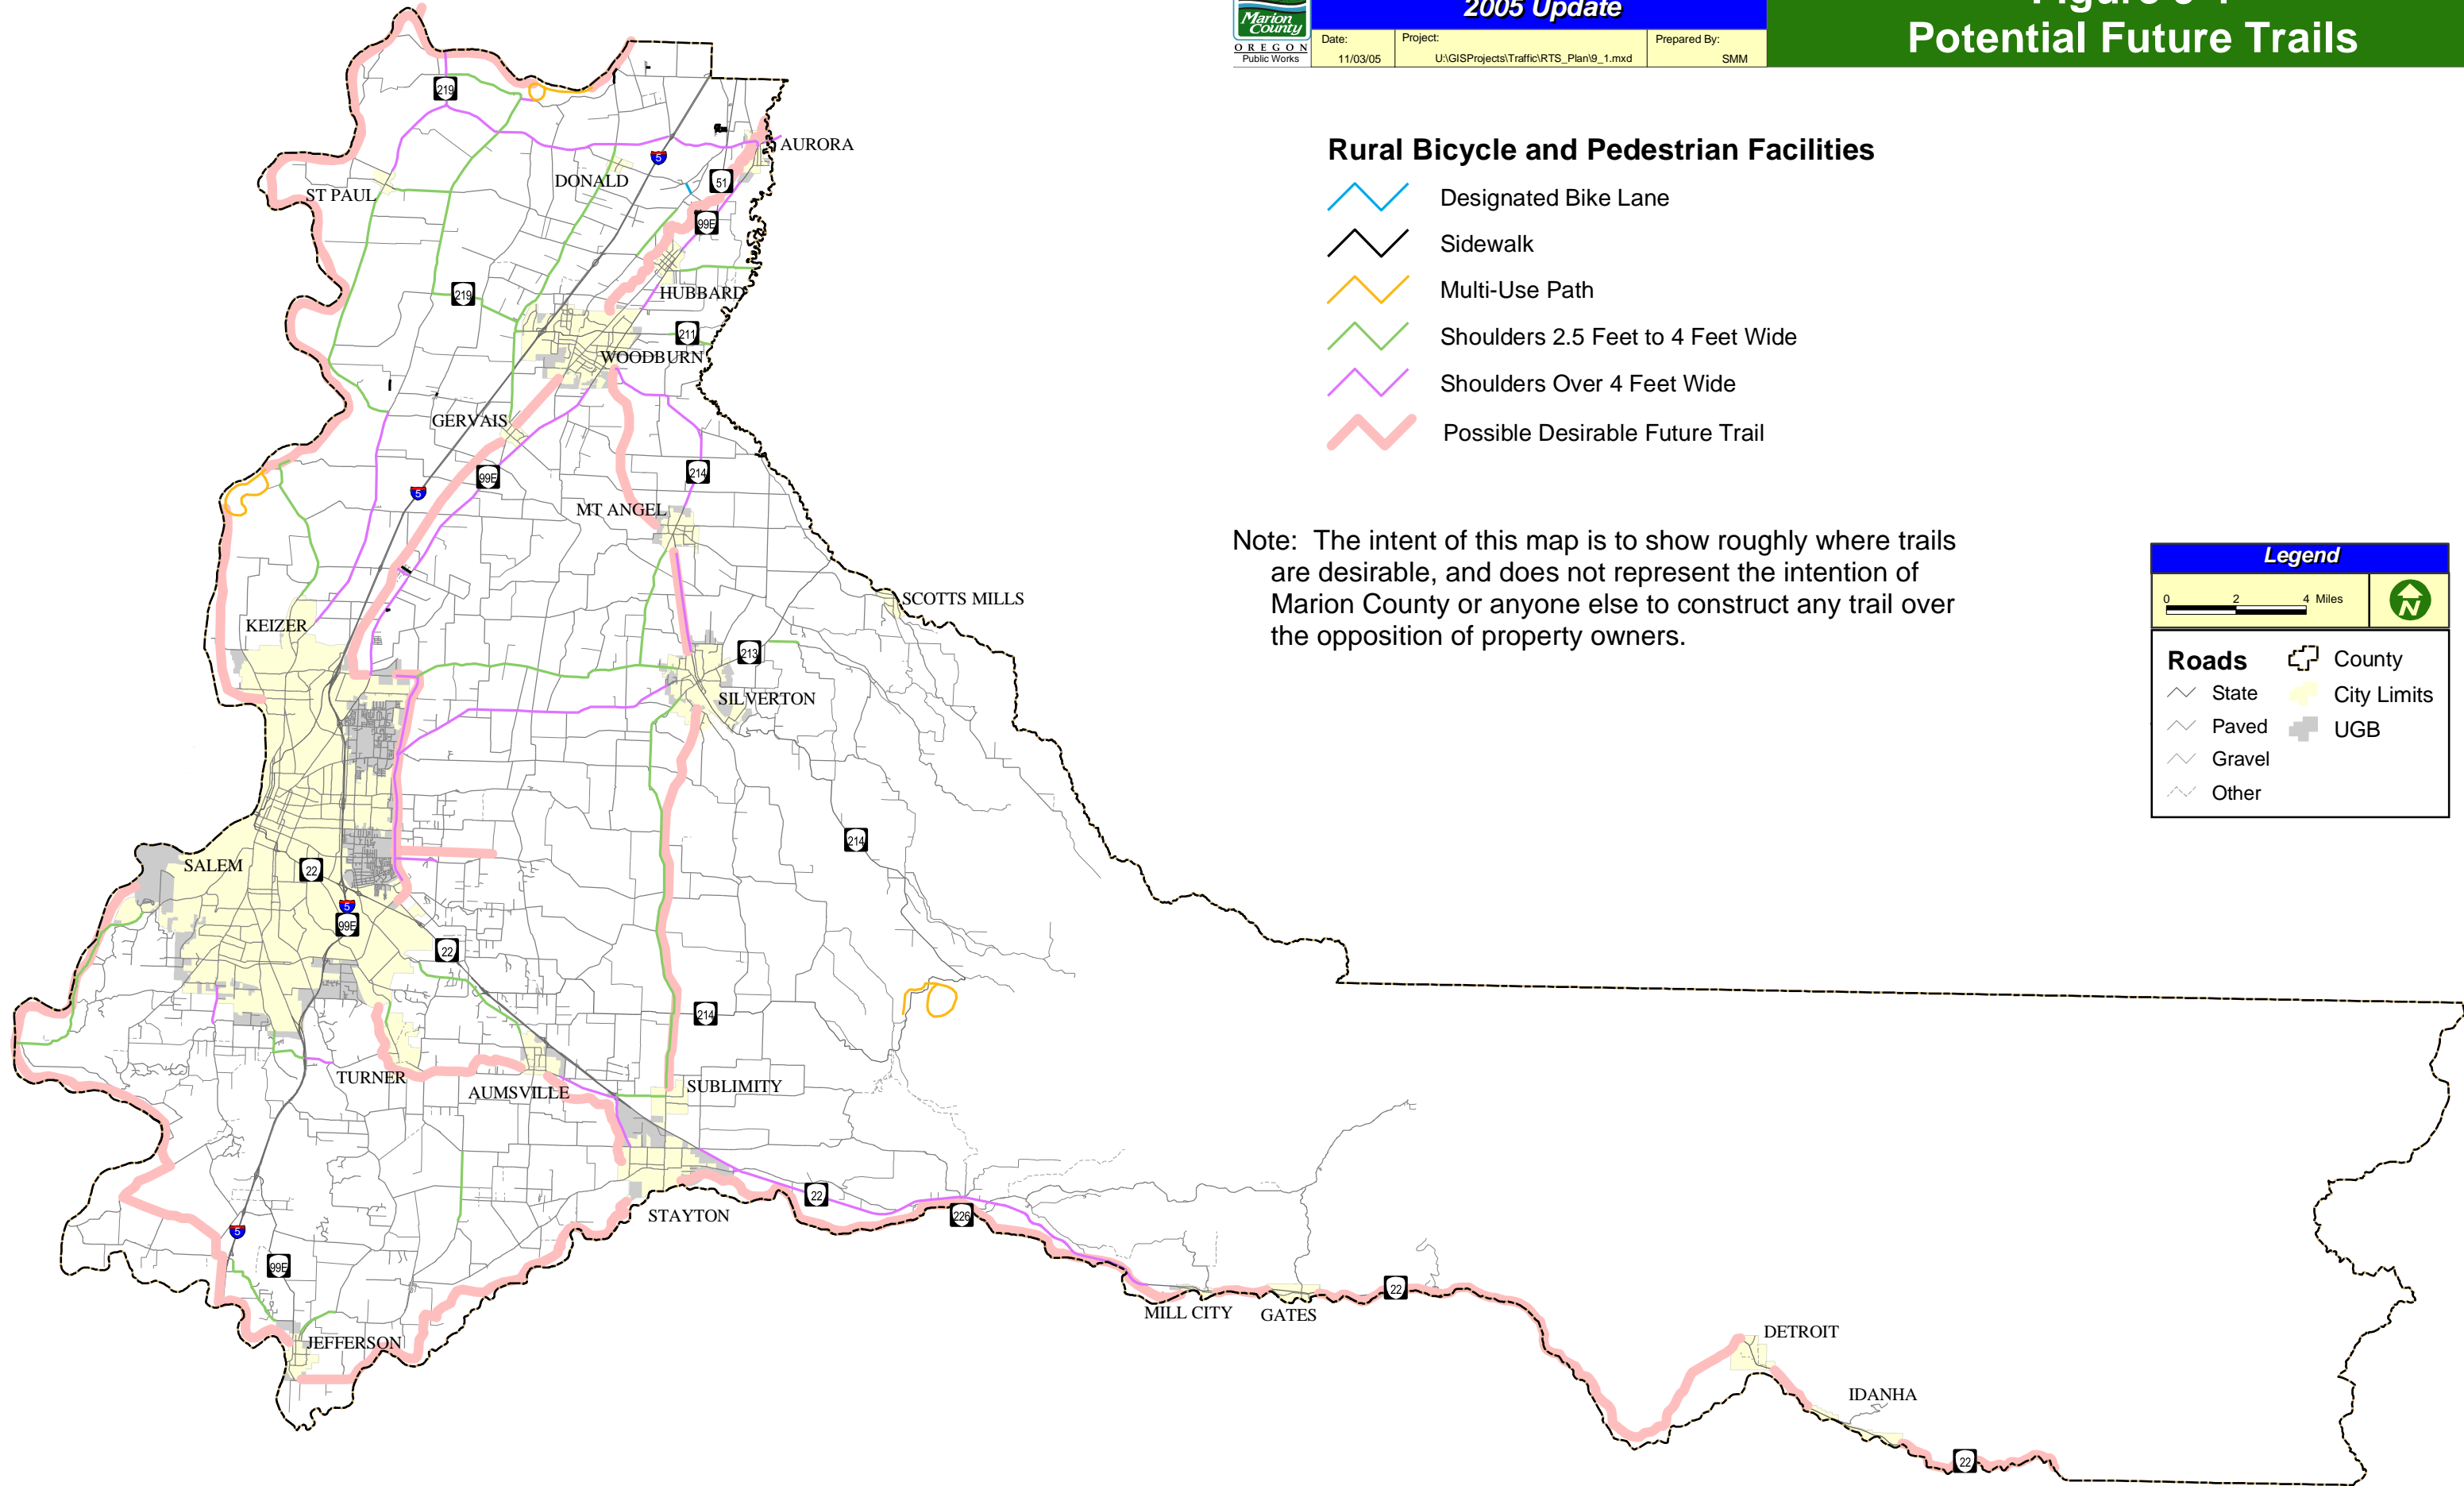 Marion
County
OREGON
Public Works
2005 Update
Date:
11/03/05
Project:
U:\GISProjects\Traffic\RTS_Plan\9_1.mxd
Prepared By:
SMM
Potential Future Trails
Rural Bicycle and Pedestrian Facilities
Designated Bike Lane
Sidewalk
Multi-Use Path
Shoulders 2.5 Feet to 4 Feet Wide
Shoulders Over 4 Feet Wide
Possible Desirable Future Trail
Note: The intent of this map is to show roughly where trails
are desirable, and does not represent the intention of
Marion County or anyone else to construct any trail over
the opposition of property owners.
Legend
0 2 4 Miles
N
Roads
State
Paved
Gravel
Other
County
City Limits
UGB
219
AURORA
5
DONALD
51
ST PAUL
99E
219
HUBBARD
211
WOODBURN
GERVAIS
99E
214
5
MT ANGEL
SCOTTS MILLS
KEIZER
213
SILVERTON
214
SALEM
22
5
99E
22
214
TURNER
AUMSVILLE
SUBLIMITY
22
STAYTON
226
5
99E
22
MILL CITY
GATES
JEFFERSON
DETROIT
IDANHA
22